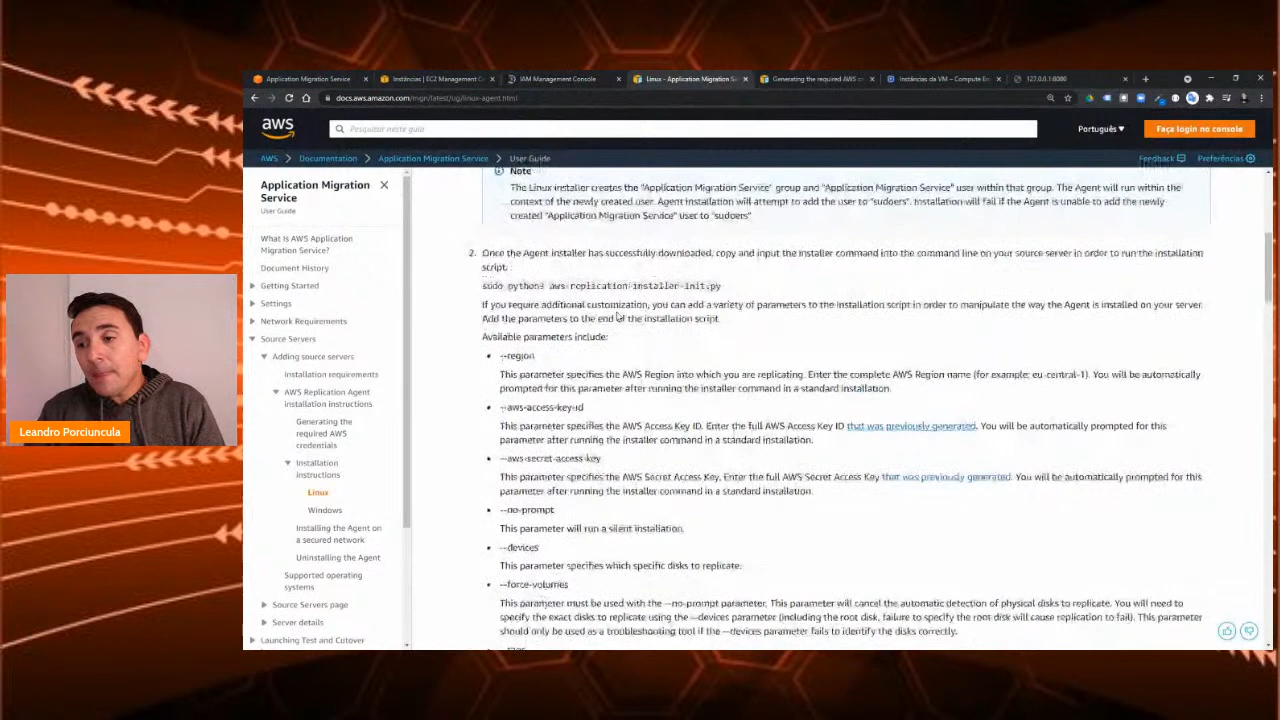 Application Migration Service
Instâncias | EC2 Management C
IAM Management Console
Linux - Application Migration Se
Generating the required AWS cr
Instâncias da VM – Compute En
127.0.0.1:8080
docs.aws.amazon.com/mgn/latest/ug/linux-agent.html
aws
Pesquisar neste guia
Português
Faça login no console
AWS > Documentation > Application Migration Service > User Guide
Feedback
Preferências
Application Migration
Service
User Guide
What Is AWS Application
Migration Service?
Document History
Getting Started
Settings
Network Requirements
Source Servers
Adding source servers
Installation requirements
AWS Replication Agent
installation instructions
Generating the
required AWS
credentials
Installation
instructions
Linux
Windows
Installing the Agent on
a secured network
Uninstalling the Agent
Supported operating
systems
Source Servers page
Server details
Launching Test and Cutover
Note
The Linux installer creates the "Application Migration Service" group and "Application Migration Service" user within that group. The Agent will run within the
context of the newly created user. Agent installation will attempt to add the user to "sudoers". Installation will fail if the Agent is unable to add the newly
created "Application Migration Service" user to "sudoers"
2. Once the Agent installer has successfully downloaded, copy and input the installer command into the command line on your source server in order to run the installation
script.
sudo python3 aws-replication-installer-init.py
If you require additional customization, you can add a variety of parameters to the installation script in order to manipulate the way the Agent is installed on your server.
Add the parameters to the end of the installation script.
Available parameters include:
• --region
This parameter specifies the AWS Region into which you are replicating. Enter the complete AWS Region name (for example, eu-central-1). You will be automatically
prompted for this parameter after running the installer command in a standard installation.
• --aws-access-key-id
This parameter specifies the AWS Access Key ID. Enter the full AWS Access Key ID that was previously generated. You will be automatically prompted for this
parameter after running the installer command in a standard installation.
• --aws-secret-access-key
This parameter specifies the AWS Secret Access Key. Enter the full AWS Secret Access Key that was previously generated. You will be automatically prompted for this
parameter after running the installer command in a standard installation.
• --no-prompt
This parameter will run a silent installation.
• --devices
This parameter specifies which specific disks to replicate.
• --force-volumes
This parameter must be used with the --no-prompt parameter. This parameter will cancel the automatic detection of physical disks to replicate. You will need to
specify the exact disks to replicate using the --devices parameter (including the root disk, failure to specify the root disk will cause replication to fail). This parameter
should only be used as a troubleshooting tool if the --devices parameter fails to identify the disks correctly.
Leandro Porciuncula